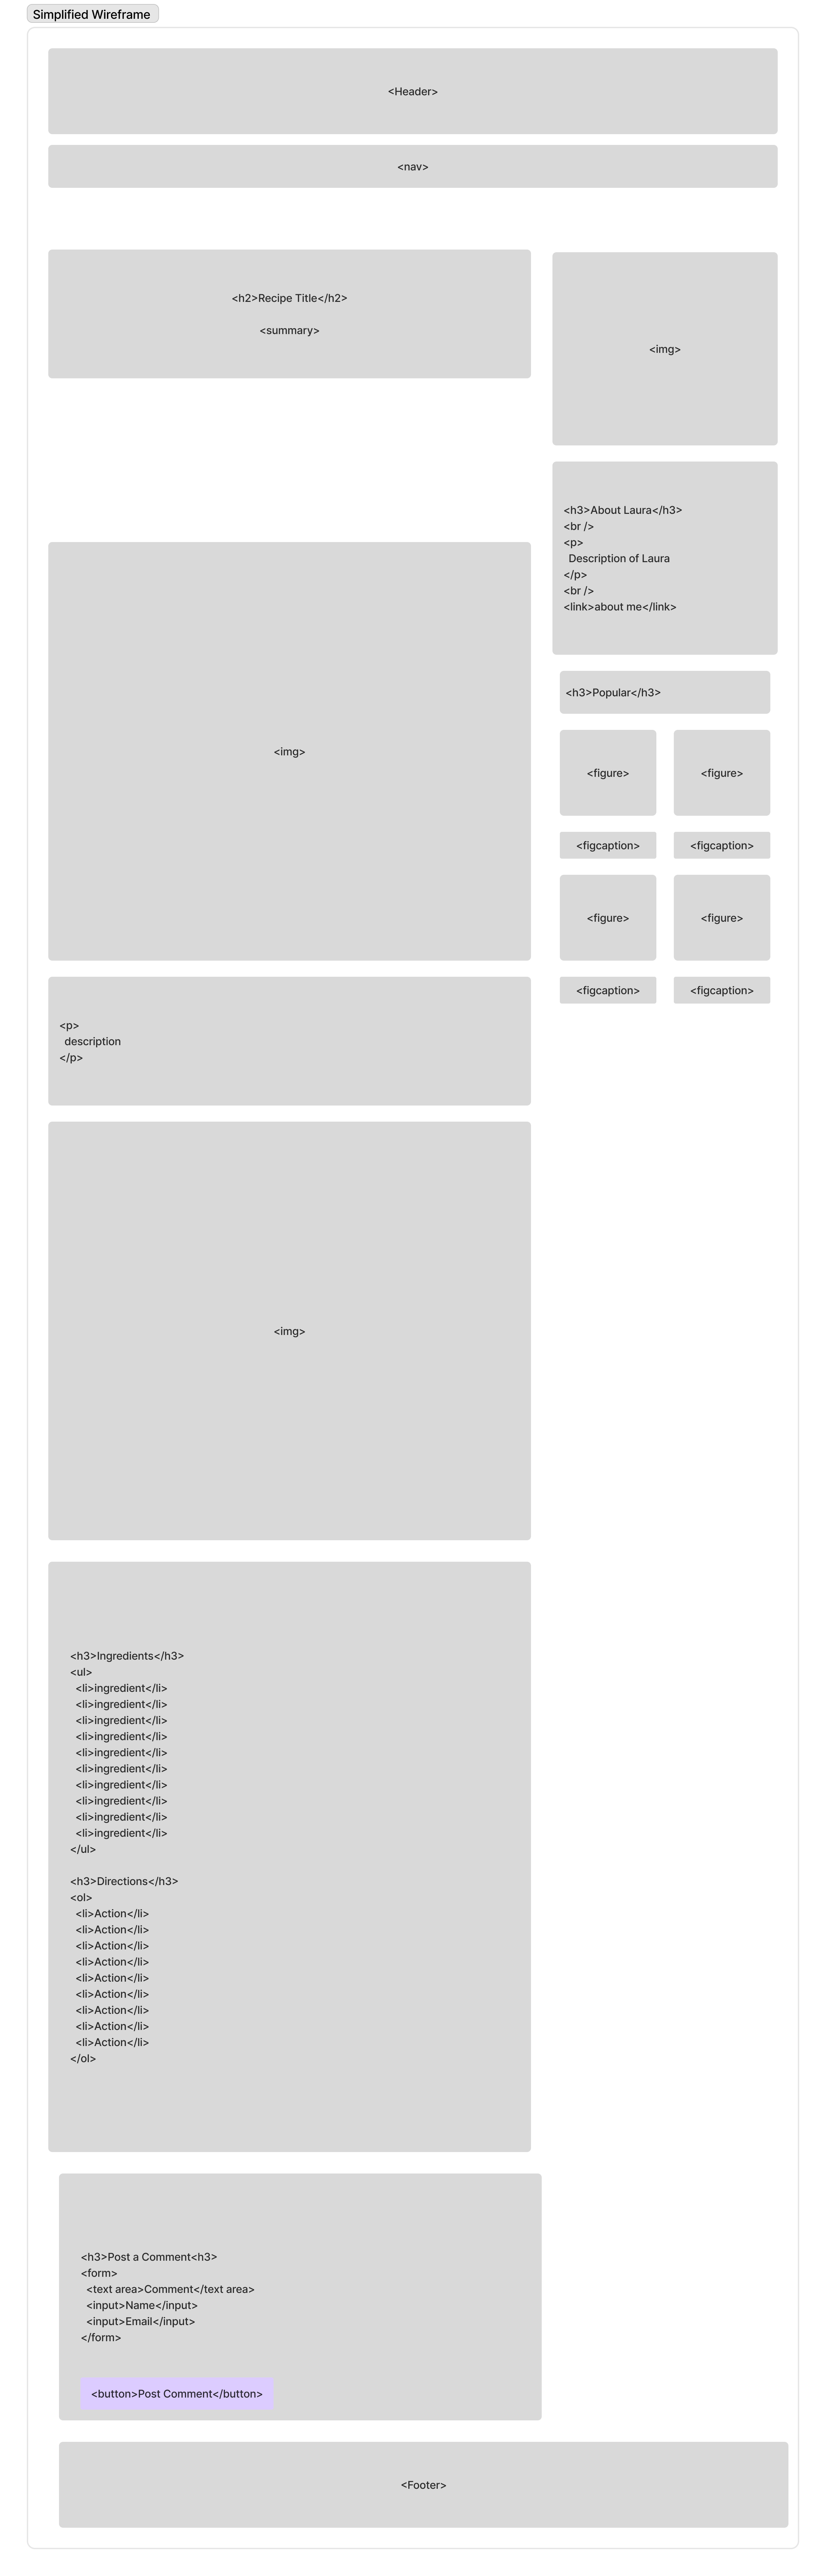 Simplified Wireframe
<Header>
<nav>
<h2>Recipe Title</h2>
<summary>
<img>
<p>
description
</p>
<img>
<h3>Ingredients</h3>
<ul>
<li>ingredient</li>
<li>ingredient</li>
<li>ingredient</li>
<li>ingredient</li>
<li>ingredient</li>
<li>ingredient</li>
<li>ingredient</li>
<li>ingredient</li>
<li>ingredient</li>
<li>ingredient</li>
</ul>
<h3>Directions</h3>
<ol>
<li>Action</li>
<li>Action</li>
<li>Action</li>
<li>Action</li>
<li>Action</li>
<li>Action</li>
<li>Action</li>
<li>Action</li>
<li>Action</li>
</ol>
<h3>Post a Comment<h3>
<form>
<text area>Comment</text area>
<input>Name</input>
<input>Email</input>
</form>
<button>Post Comment</button>
<img>
<h3>About Laura</h3>
<br />
<p>
Description of Laura
</p>
<br />
<link>about me</link>
<h3>Popular</h3>
<figure> <figure>
<figcaption> <figcaption>
<figure> <figure>
<figcaption> <figcaption>
<Footer>